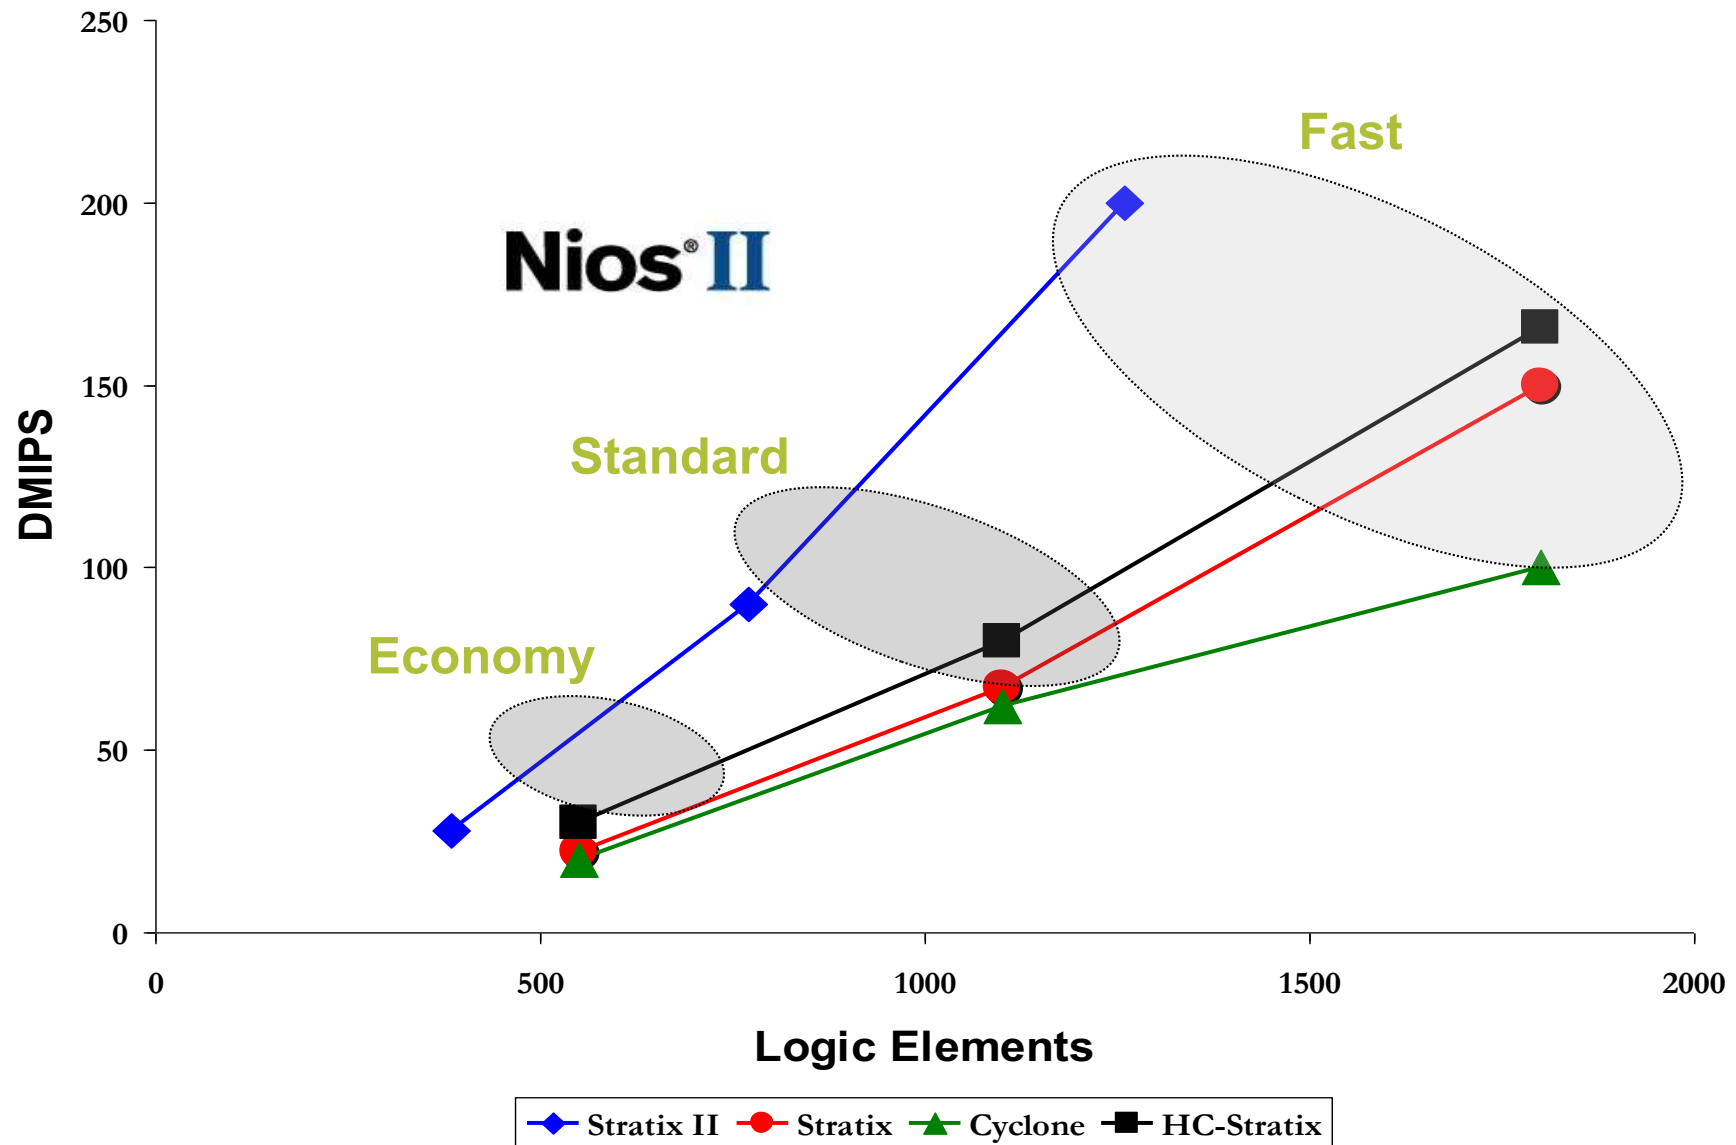 250
Fast
200
Nios® II
150
Standard
DMIPS
100
Economy
50
0
0 500 1000 1500 2000
Logic Elements
Stratix II Stratix Cyclone HC-Stratix